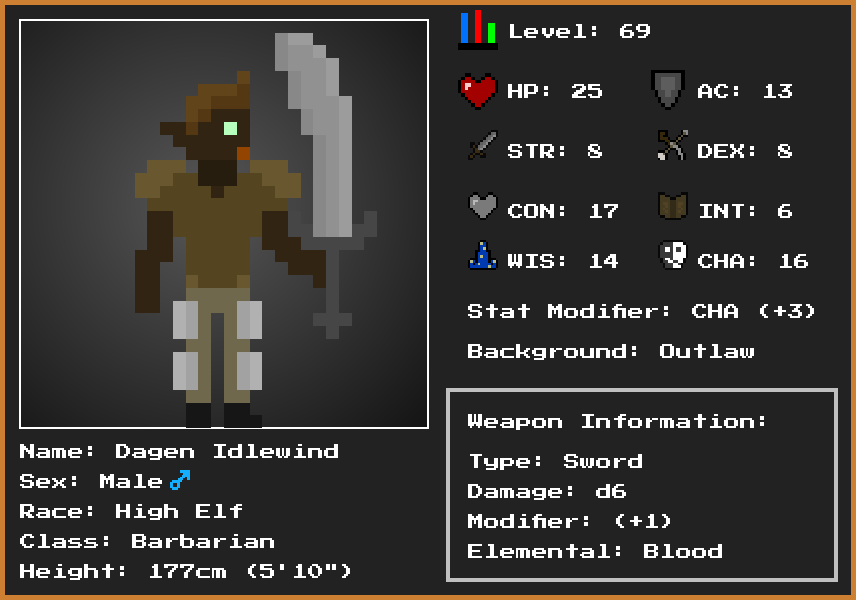 Level: 69
HP: 25
AC: 13
STR: 8
DEX: 8
CON: 17
INT: 6
WIS: 14
CHA: 16
Stat Modifier: CHA (+3)
Background: Outlaw
Name: Dagen Idlewind
Sex: Male♂
Race: High Elf
Class: Barbarian
Height: 177cm (5'10")
Weapon Information:
Type: Sword
Damage: d6
Modifier: (+1)
Elemental: Blood